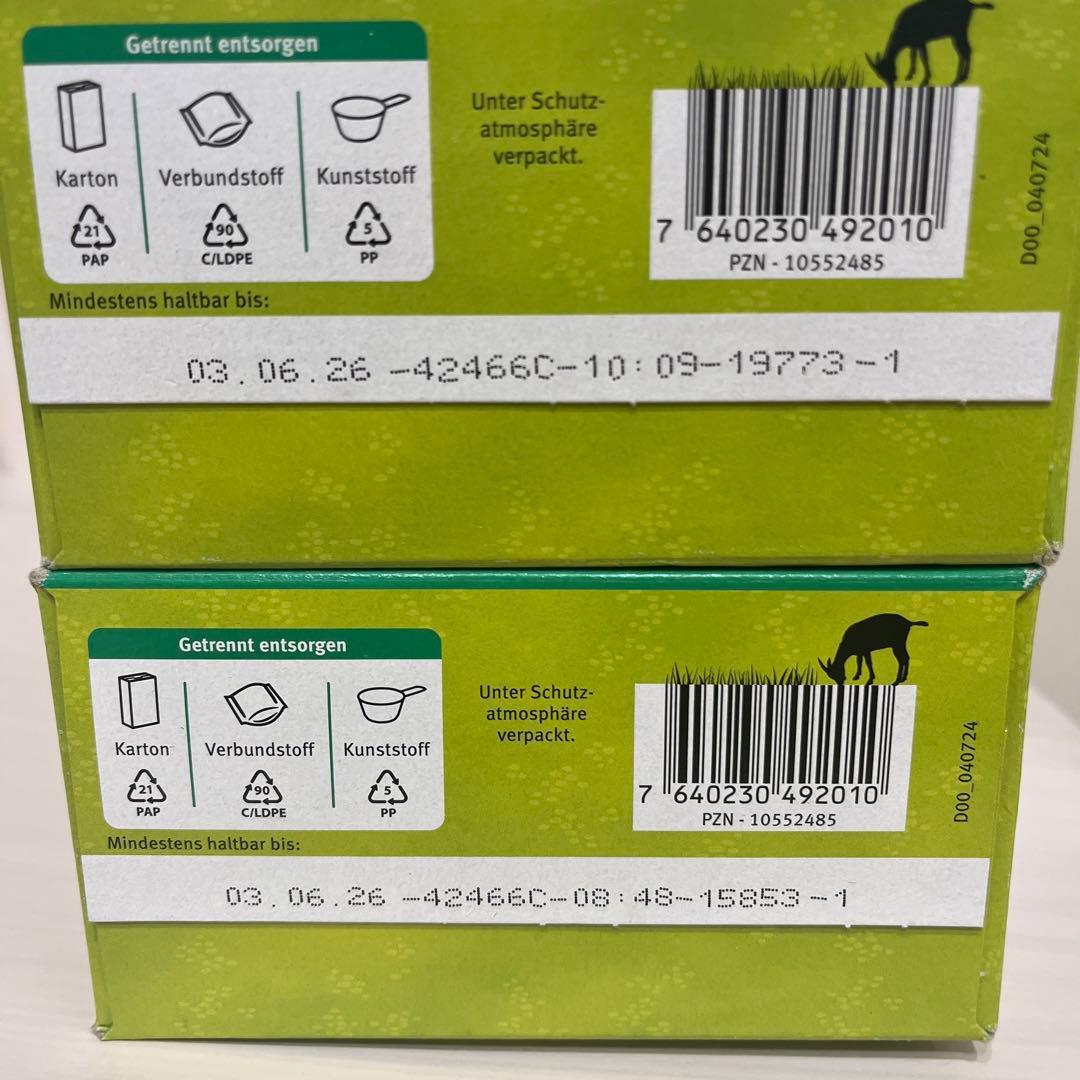 Getrennt entsorgen
Karton
Verbundstoff
Kunststoff
21
PAP
90
C/LDPE
5
PP
Unter Schutz-
atmosphäre
verpackt.
7 640230 492010
PZN - 10552485
D00_040724
Mindestens haltbar bis:
03.06.26 -42466C-10:09-19773-1
Getrennt entsorgen
Karton
Verbundstoff
Kunststoff
21
PAP
90
C/LDPE
5
PP
Unter Schutz-
atmosphäre
verpackt.
7 640230 492010
PZN - 10552485
D00_040724
Mindestens haltbar bis:
03.06.26 -42466C-08:48-15853-1